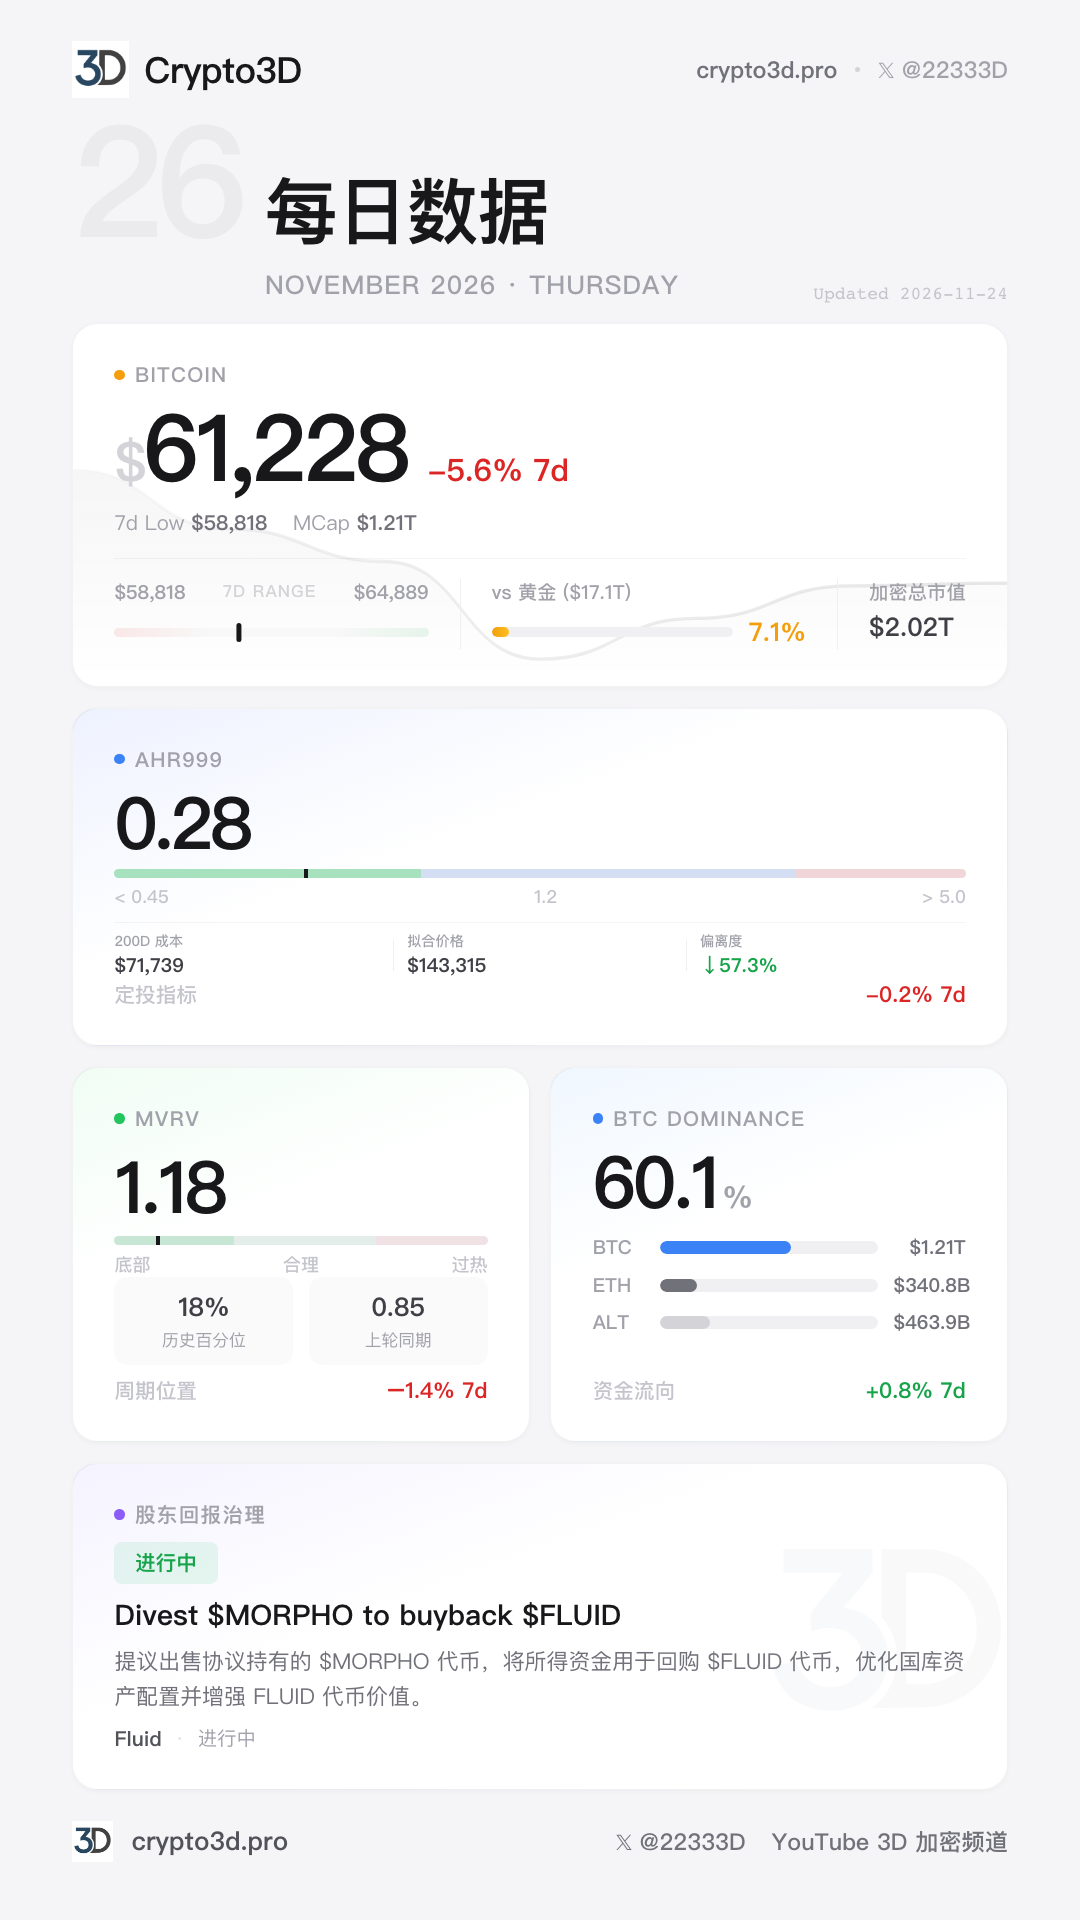 3D Crypto3D
crypto3d.pro · 𝕏 @22333D
26 每日数据
NOVEMBER 2026 · THURSDAY
Updated 2026-11-24
BITCOIN
$61,228 −5.6% 7d
7d Low $58,818 MCap $1.21T
$58,818 7D RANGE $64,889
vs 黄金 ($17.1T)
7.1%
加密总市值
$2.02T
AHR999
0.28
< 0.45 1.2 > 5.0
200D 成本 拟合价格 偏离度
$71,739 $143,315 ↓57.3%
定投指标 −0.2% 7d
MVRV
1.18
底部 合理 过热
18% 0.85
历史百分位 上轮同期
周期位置 −1.4% 7d
BTC DOMINANCE
60.1%
BTC $1.21T
ETH $340.8B
ALT $463.9B
资金流向 +0.8% 7d
股东回报治理
进行中
Divest $MORPHO to buyback $FLUID
提议出售协议持有的 $MORPHO 代币，将所得资金用于回购 $FLUID 代币，优化国库资
产配置并增强 FLUID 代币价值。
Fluid · 进行中
3D
3D crypto3d.pro
𝕏 @22333D YouTube 3D 加密频道